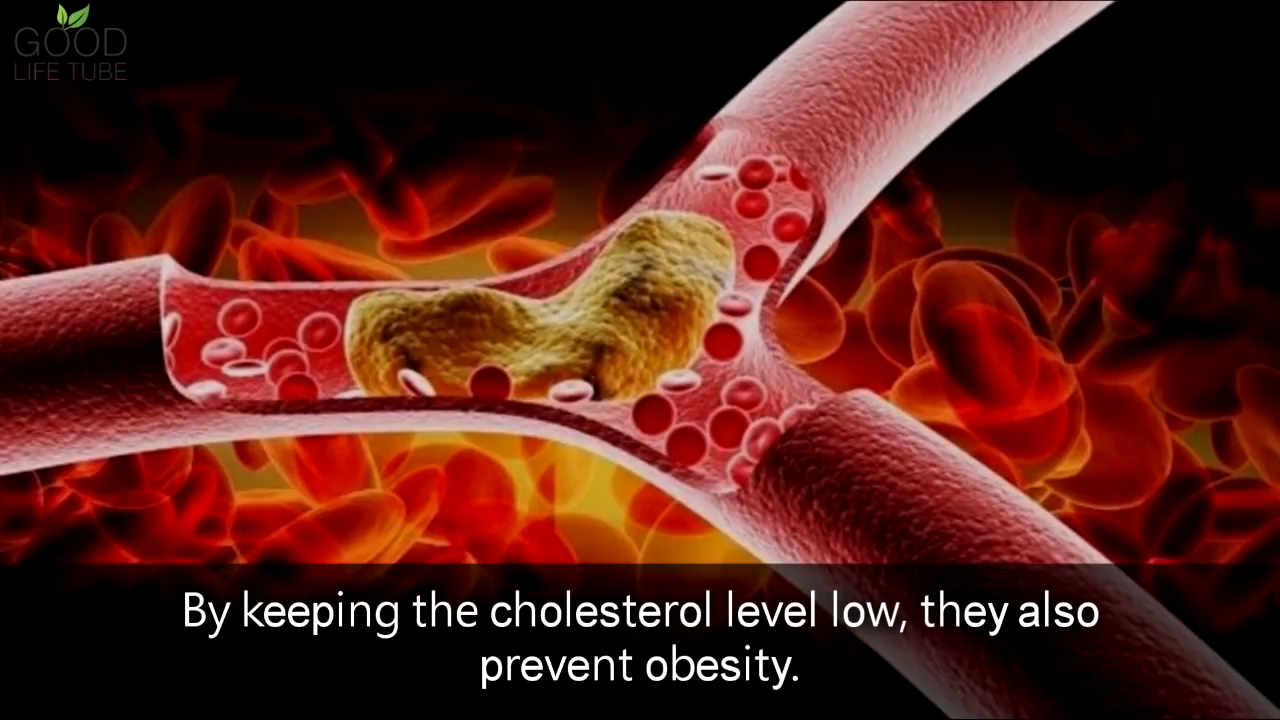 GOOD
LIFE TUBE
By keeping the cholesterol level low, they also
prevent obesity.